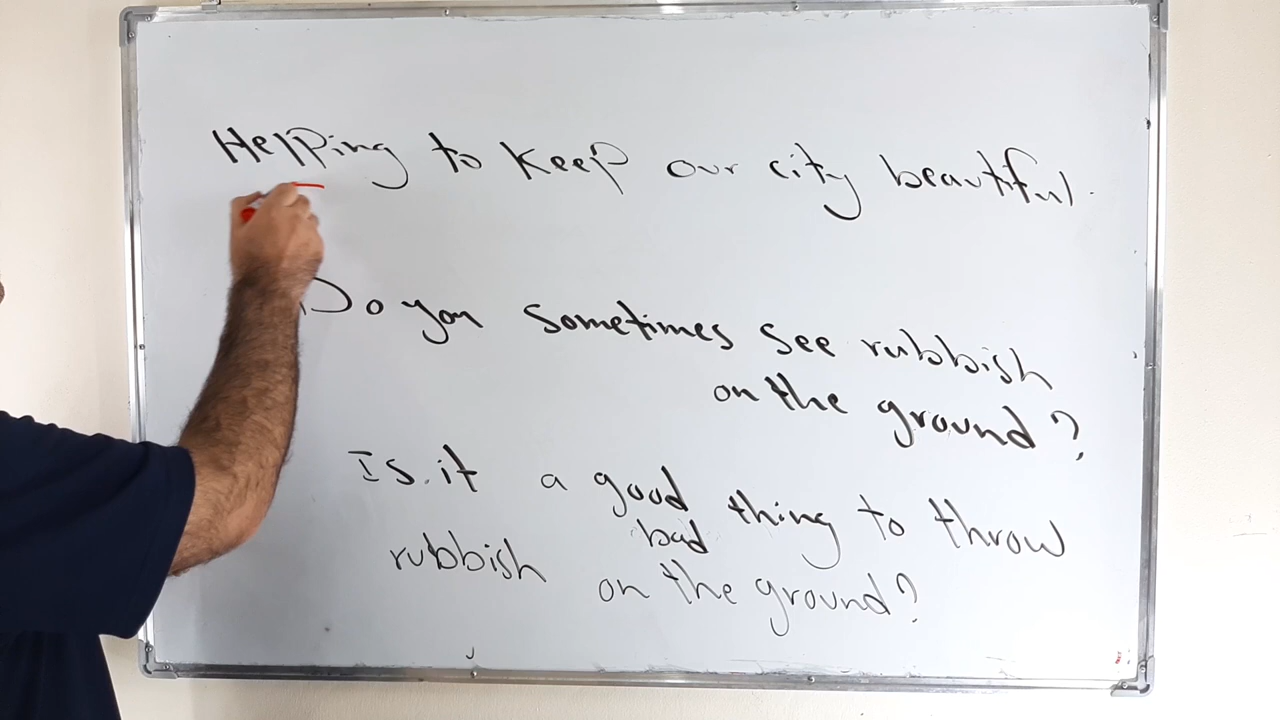 Helping to keep our city beautiful.
Do you sometimes see rubbish
on the ground?
Is it a good thing to throw
bad
rubbish on the ground?